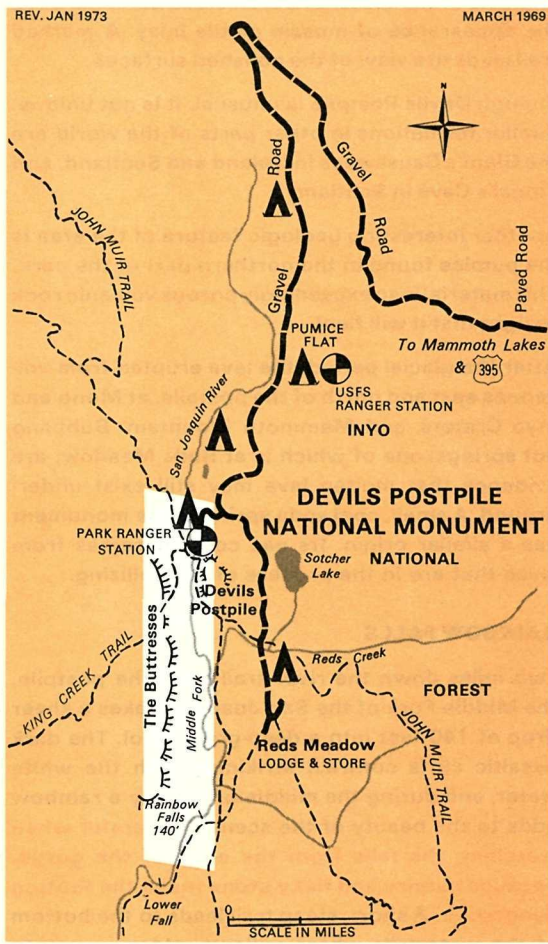 REV. JAN 1973
MARCH 1969
N
Road
Gravel
Gravel
Road
Paved Road
JOHN MUIR TRAIL
PUMICE
FLAT
To Mammoth Lakes
& 395
USFS
RANGER STATION
San Joaquin River
INYO
DEVILS POSTPILE
NATIONAL MONUMENT
NATIONAL
PARK RANGER
STATION
Sotcher
Lake
Devils
Postpile
The Buttresses
Reds Creek
KING CREEK TRAIL
Middle Fork
FOREST
JOHN MUIR TRAIL
Reds Meadow
LODGE & STORE
Rainbow
Falls
140'
Lower
Fall
0 1
SCALE IN MILES